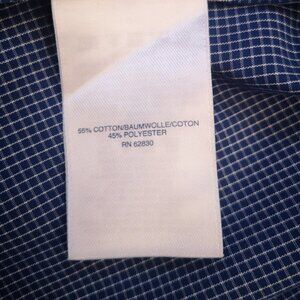 55% COTTON/BAUMWOLLE/COTON
45% POLYESTER
RN 62830